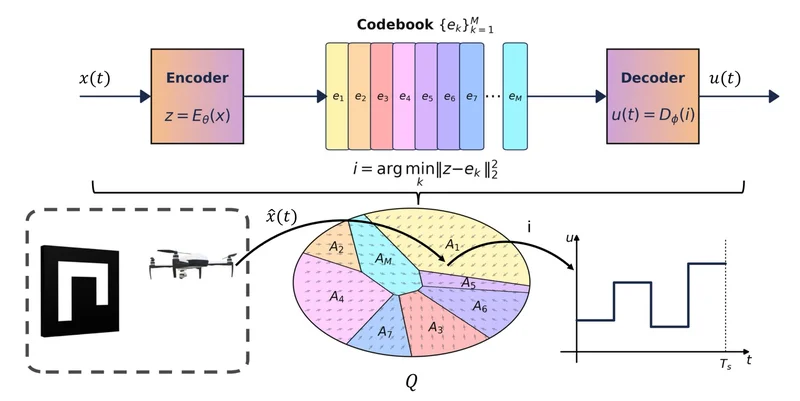 Codebook {e_k}_{k=1}^M
x(t)
Encoder
z = E_θ(x)
e_1 e_2 e_3 e_4 e_5 e_6 e_7 ⋯ e_M
Decoder
u(t) = D_ϕ(i)
u(t)
i = arg min_k ‖z−e_k‖_2^2
x̂(t)
i
A_1
A_2
A_M
A_4
A_5
A_6
A_7
A_3
Q
u
t
T_s